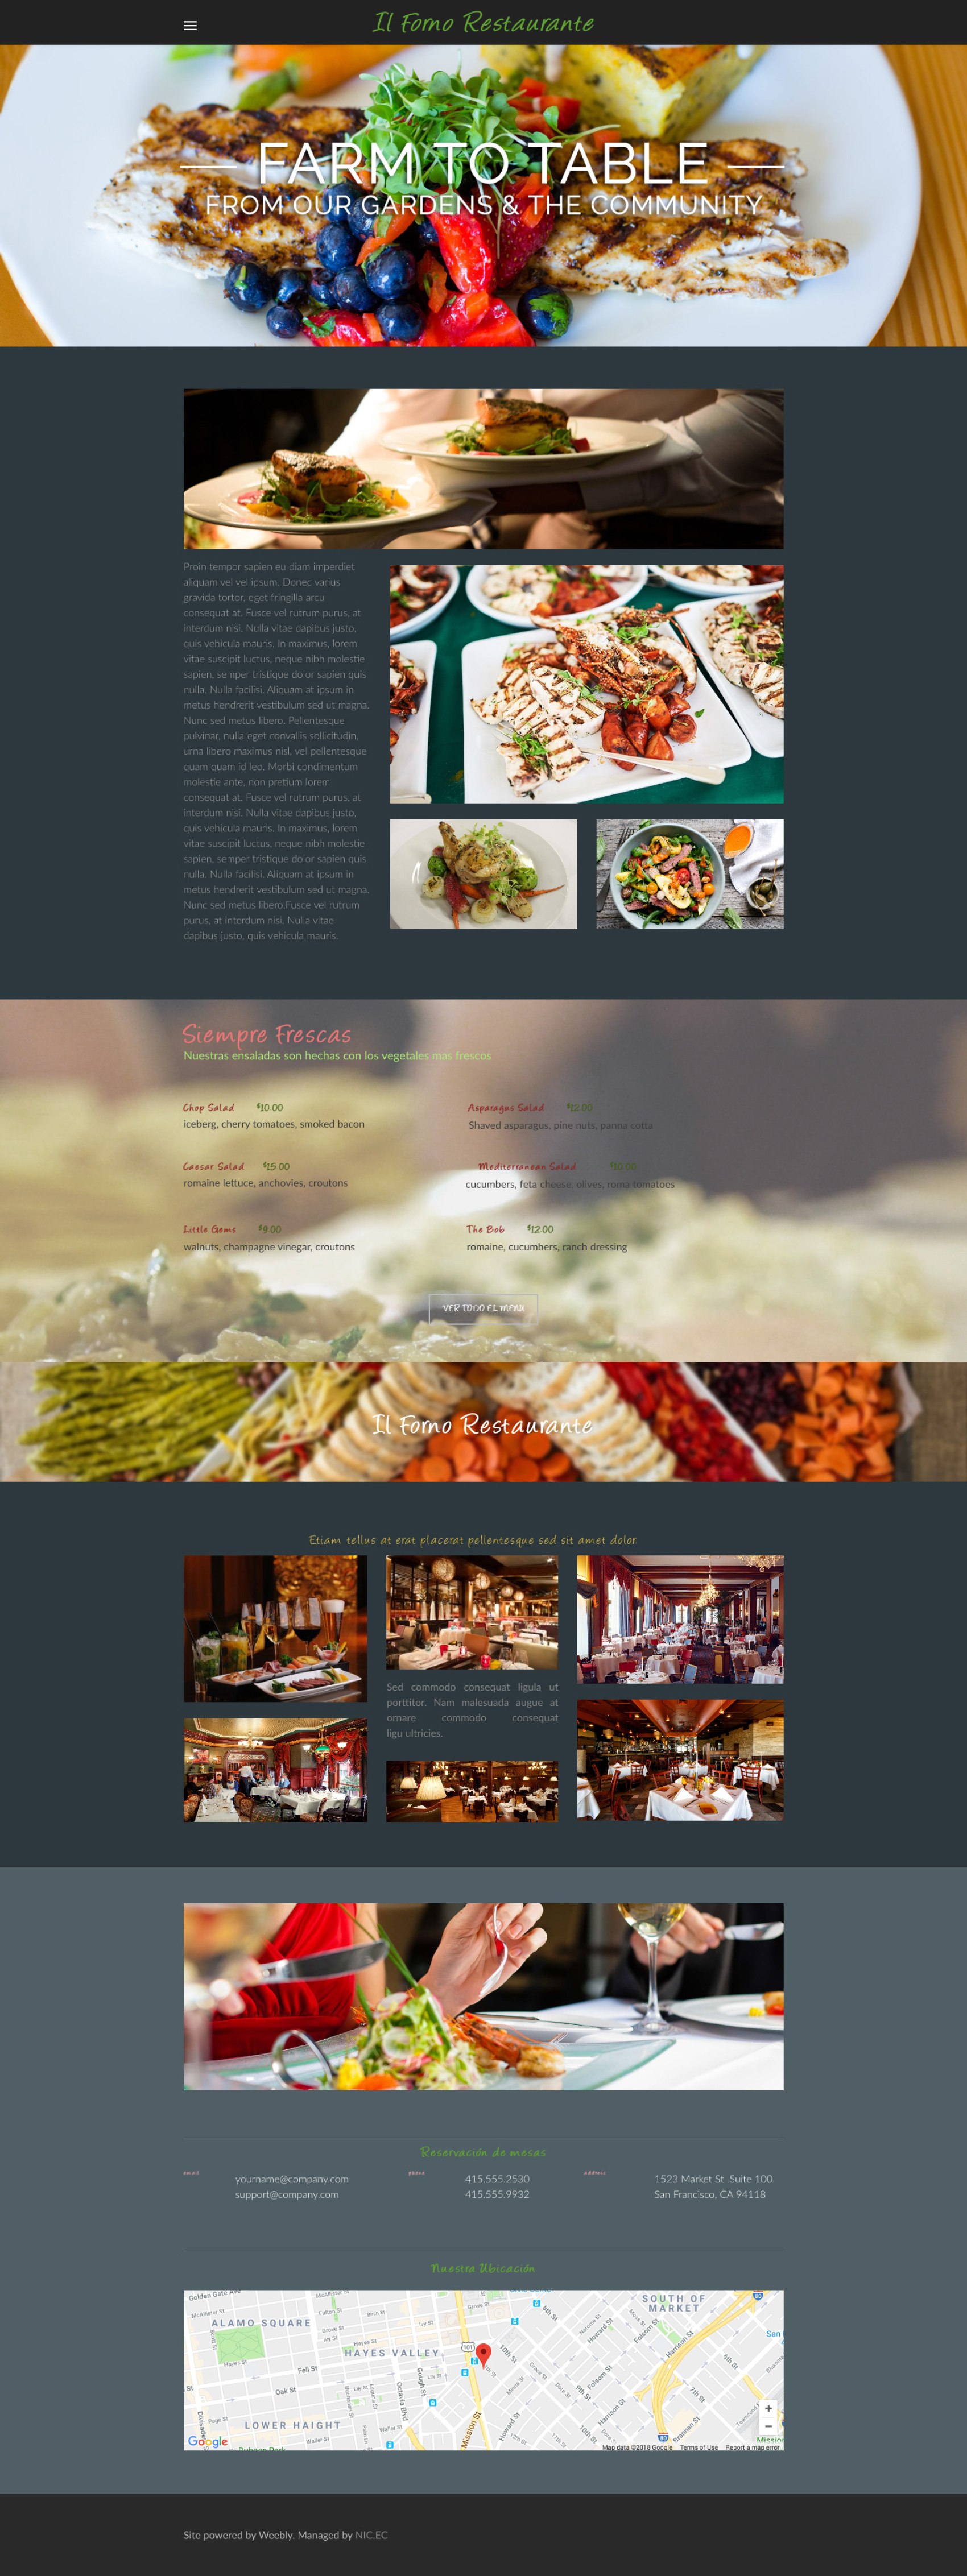 Il Forno Restaurante
FARM TO TABLE
FROM OUR GARDENS & THE COMMUNITY
Proin tempor sapien eu diam imperdiet
aliquam vel vel ipsum. Donec varius
gravida tortor, eget fringilla arcu
consequat at. Fusce vel rutrum purus, at
interdum nisi. Nulla vitae dapibus justo,
quis vehicula mauris. In maximus, lorem
vitae suscipit luctus, neque nibh molestie
sapien, semper tristique dolor sapien quis
nulla. Nulla facilisi. Aliquam at ipsum in
metus hendrerit vestibulum sed ut magna.
Nunc sed metus libero. Pellentesque
pulvinar, nulla eget convallis sollicitudin,
urna libero maximus nisl, vel pellentesque
quam quam id leo. Morbi condimentum
molestie ante, non pretium lorem
consequat at. Fusce vel rutrum purus, at
interdum nisi. Nulla vitae dapibus justo,
quis vehicula mauris. In maximus, lorem
vitae suscipit luctus, neque nibh molestie
sapien, semper tristique dolor sapien quis
nulla. Nulla facilisi. Aliquam at ipsum in
metus hendrerit vestibulum sed ut magna.
Nunc sed metus libero.Fusce vel rutrum
purus, at interdum nisi. Nulla vitae
dapibus justo, quis vehicula mauris.
Siempre Frescas
Nuestras ensaladas son hechas con los vegetales mas frescos
Chop Salad $10.00
iceberg, cherry tomatoes, smoked bacon
Asparagus Salad $12.00
Shaved asparagus, pine nuts, panna cotta
Caesar Salad $15.00
romaine lettuce, anchovies, croutons
Mediterranean Salad $10.00
cucumbers, feta cheese, olives, roma tomatoes
Little Gems $9.00
walnuts, champagne vinegar, croutons
The Bob $12.00
romaine, cucumbers, ranch dressing
VER TODO EL MENU
Il Forno Restaurante
Etiam tellus at erat placerat pellentesque sed sit amet dolor.
Sed commodo consequat ligula ut
porttitor. Nam malesuada augue at
ornare commodo consequat
ligu ultricies.
Reservación de mesas
email
yourname@company.com
support@company.com
phone
415.555.2530
415.555.9932
address
1523 Market St Suite 100
San Francisco, CA 94118
Nuestra Ubicación
Golden Gate Ave
McAllister St
ALAMO SQUARE
Fulton St
Birch St
Ivy St
Grove St
Hayes St
HAYES VALLEY
Fell St
Oak St
Page St
LOWER HAIGHT
Waller St
Octavia Blvd
Gough St
101
Mission St
8th St
10th St
9th St
Howard St
Folsom St
Harrison St
Brannan St
7th St
6th St
SOUTH OF
MARKET
80
Google
Map data ©2018 Google
Terms of Use
Report a map error
Site powered by Weebly. Managed by NIC.EC